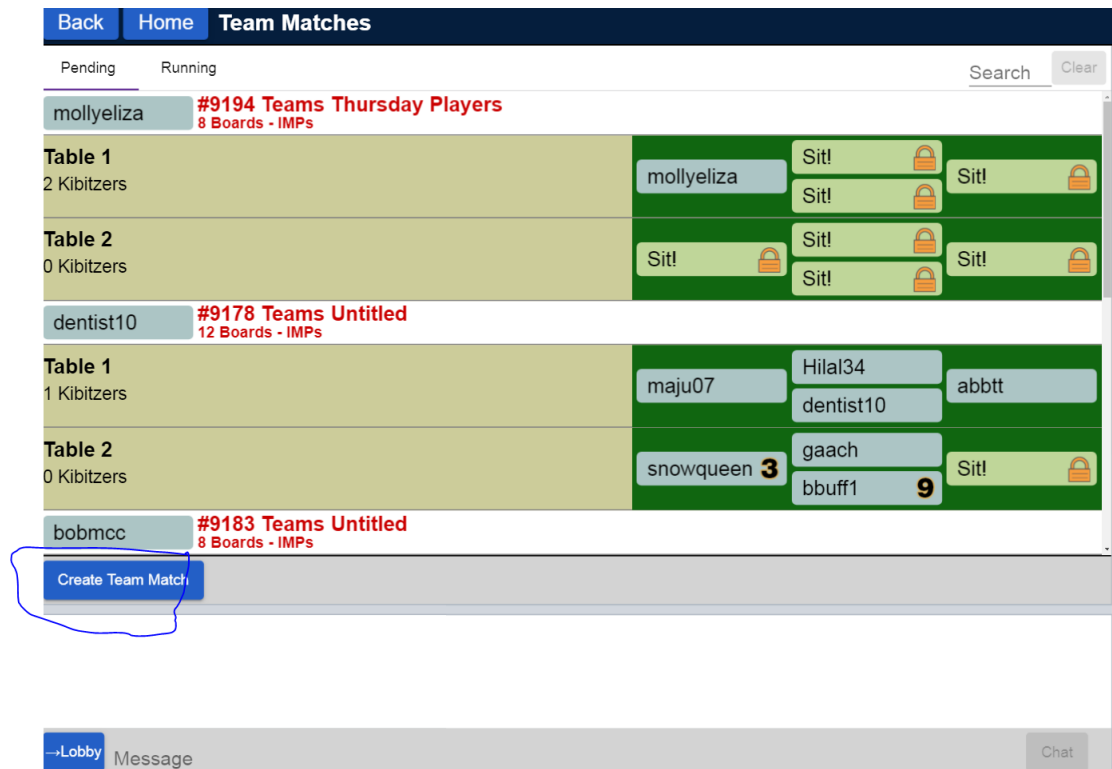 Back Home Team Matches
Pending Running Search Clear
mollyeliza #9194 Teams Thursday Players
8 Boards - IMPs
Table 1
2 Kibitzers
mollyeliza Sit! Sit! Sit!
Table 2
0 Kibitzers
Sit! Sit! Sit! Sit!
dentist10 #9178 Teams Untitled
12 Boards - IMPs
Table 1
1 Kibitzers
maju07 Hilal34 dentist10 abbtt
Table 2
0 Kibitzers
snowqueen 3 gaach bbuff1 9 Sit!
bobmcc #9183 Teams Untitled
8 Boards - IMPs
Create Team Match
→Lobby Message Chat